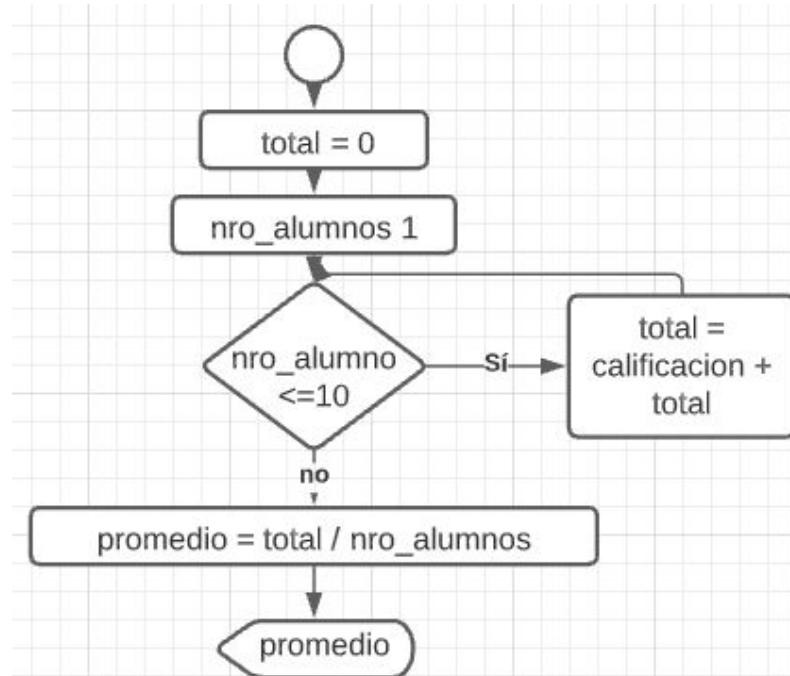 total = 0
nro_alumnos 1
nro_alumno
<=10
Sí
total =
calificacion +
total
no
promedio = total / nro_alumnos
promedio